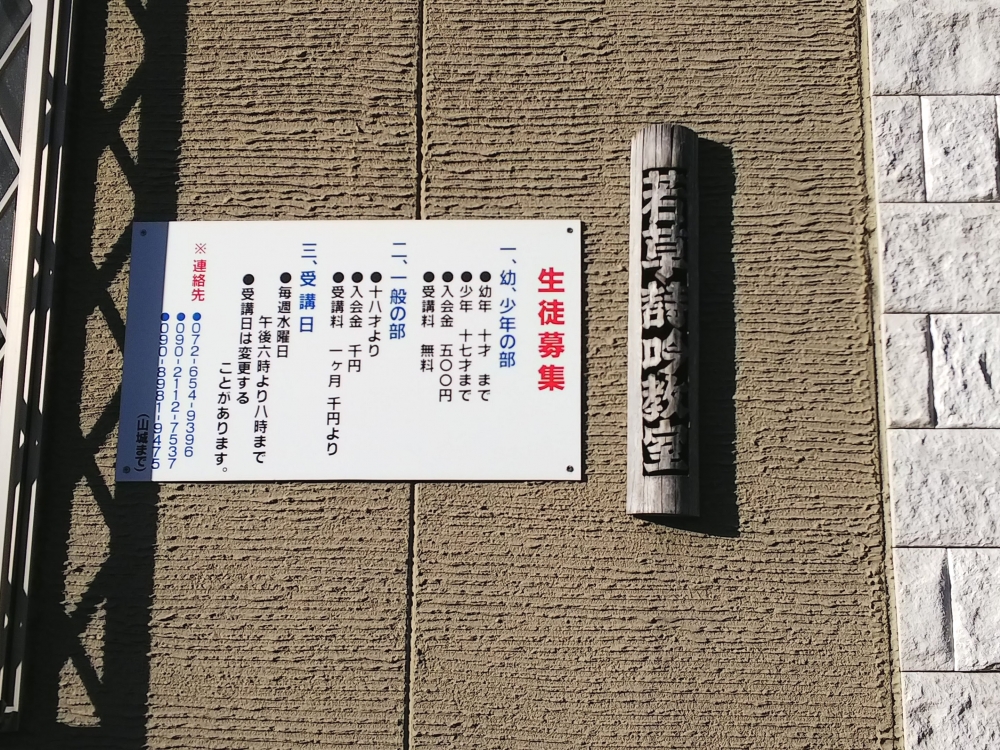 若草詩吟教室
生徒募集
一、幼、少年の部
●幼年 十才 まで
●少年 十七才まで
●入会金 五〇〇円
●受講料 無料
二、一般の部
●十八才より
●入会金 千円
●受講料 一ヶ月 千円より
三、受講日
●毎週水曜日
午後六時より八時まで
●受講日は変更する
ことがあります。
※連絡先
●072-654-9396
●090-2112-7537
●090-8981-9475
(山城まで)